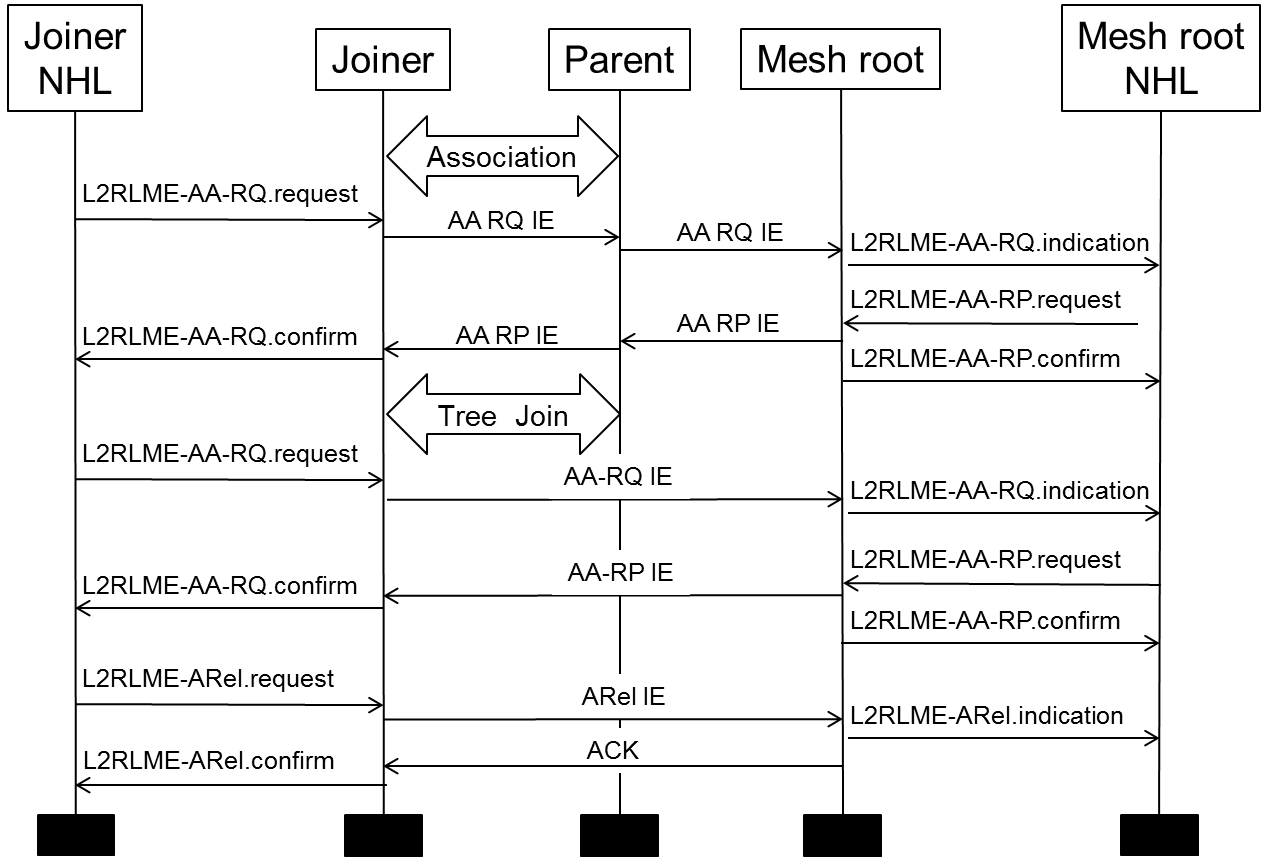 Joiner
NHL
Joiner
Parent
Mesh root
Mesh root
NHL
Association
L2RLME-AA-RQ.request
AA RQ IE
AA RQ IE
L2RLME-AA-RQ.indication
L2RLME-AA-RP.request
AA RP IE
AA RP IE
L2RLME-AA-RQ.confirm
L2RLME-AA-RP.confirm
Tree Join
L2RLME-AA-RQ.request
AA-RQ IE
L2RLME-AA-RQ.indication
L2RLME-AA-RP.request
AA-RP IE
L2RLME-AA-RQ.confirm
L2RLME-AA-RP.confirm
L2RLME-ARel.request
ARel IE
L2RLME-ARel.indication
ACK
L2RLME-ARel.confirm